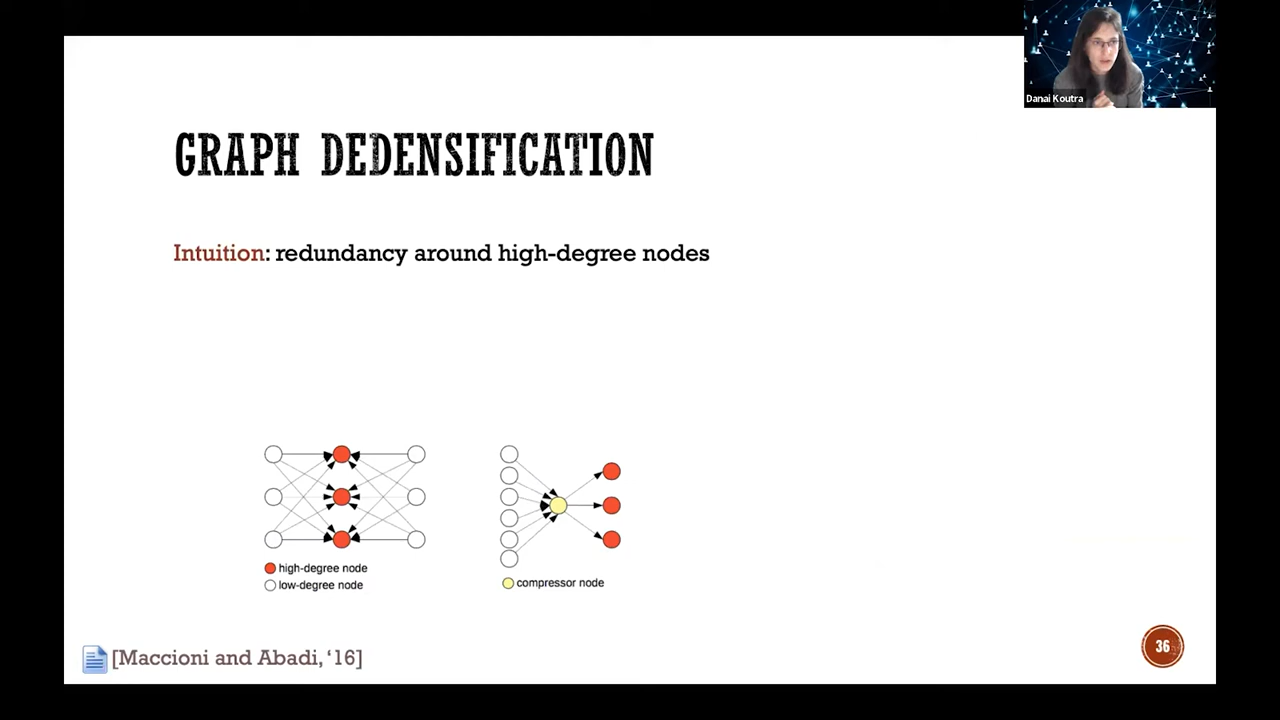 Danai Koutra
GRAPH DEDENSIFICATION
Intuition: redundancy around high-degree nodes
high-degree node
low-degree node
compressor node
[Maccioni and Abadi, ‘16]
36